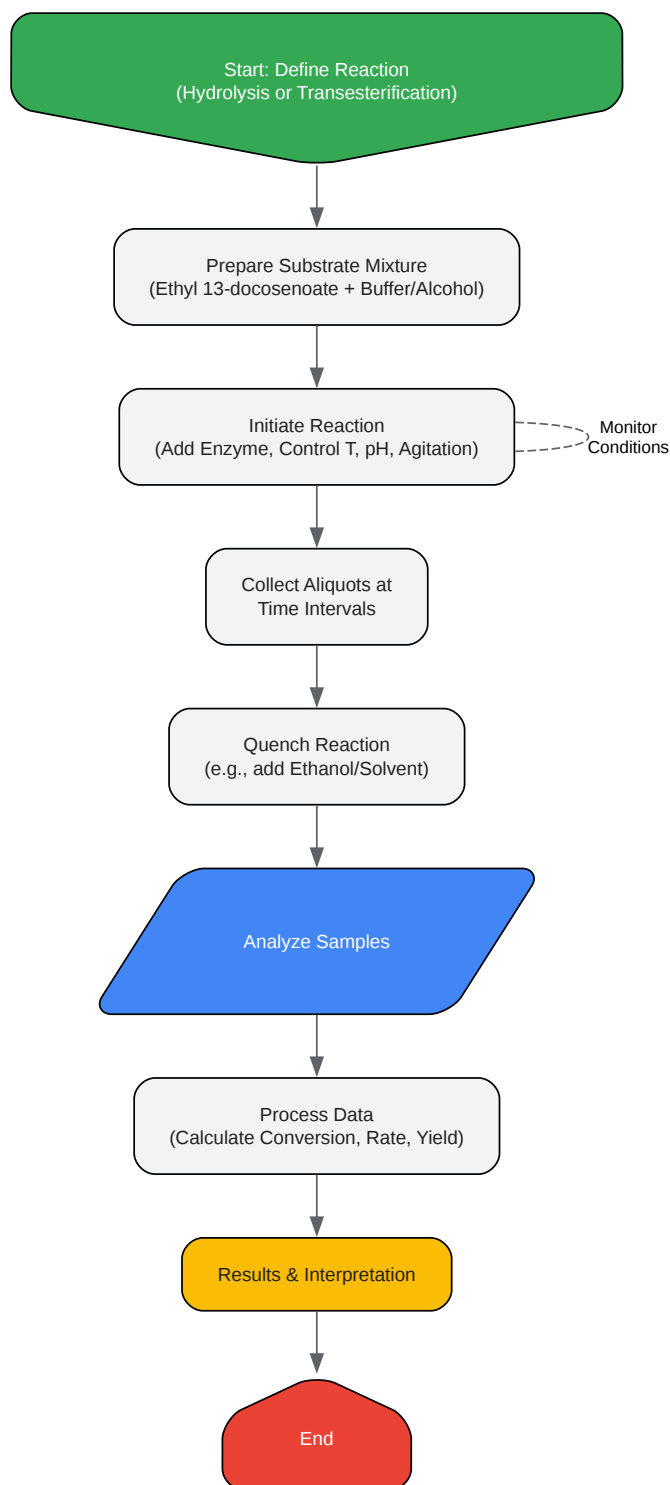 Start: Define Reaction
(Hydrolysis or Transesterification)
Prepare Substrate Mixture
(Ethyl 13-docosenoate + Buffer/Alcohol)
Initiate Reaction
(Add Enzyme, Control T, pH, Agitation)
Monitor
Conditions
Collect Aliquots at
Time Intervals
Quench Reaction
(e.g., add Ethanol/Solvent)
Analyze Samples
Process Data
(Calculate Conversion, Rate, Yield)
Results & Interpretation
End